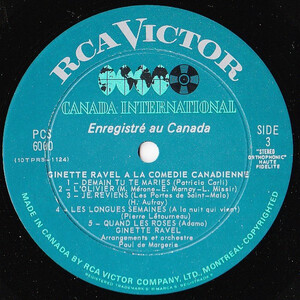 RCA VICTOR
CANADA INTERNATIONAL
Enregistré au Canada
PCS
6060
(10TPRS-1124)
SIDE
3
"STEREO
ORTHOPHONIC"
HAUTE
FIDELITE
GINETTE RAVEL A LA COMEDIE CANADIENNE
1 - DEMAIN TU TE MARIES (Patricia Carli)
2 - L'OLIVIER (M. Mérone- E. Marnay- L. Missir)
3 - JE REVIENS (Les Portes de Saint-Malo)
(H. Aufray)
4 - LES LONGUES SEMAINES (A la nuit qui vient)
(Pierre Létourneau)
5 - QUAND LES ROSES (Adamo)
GINETTE RAVEL
Arrangements et orchestre
Paul de Margerie
MADE IN CANADA BY RCA VICTOR COMPANY, LTD., MONTREAL COPYRIGHTED